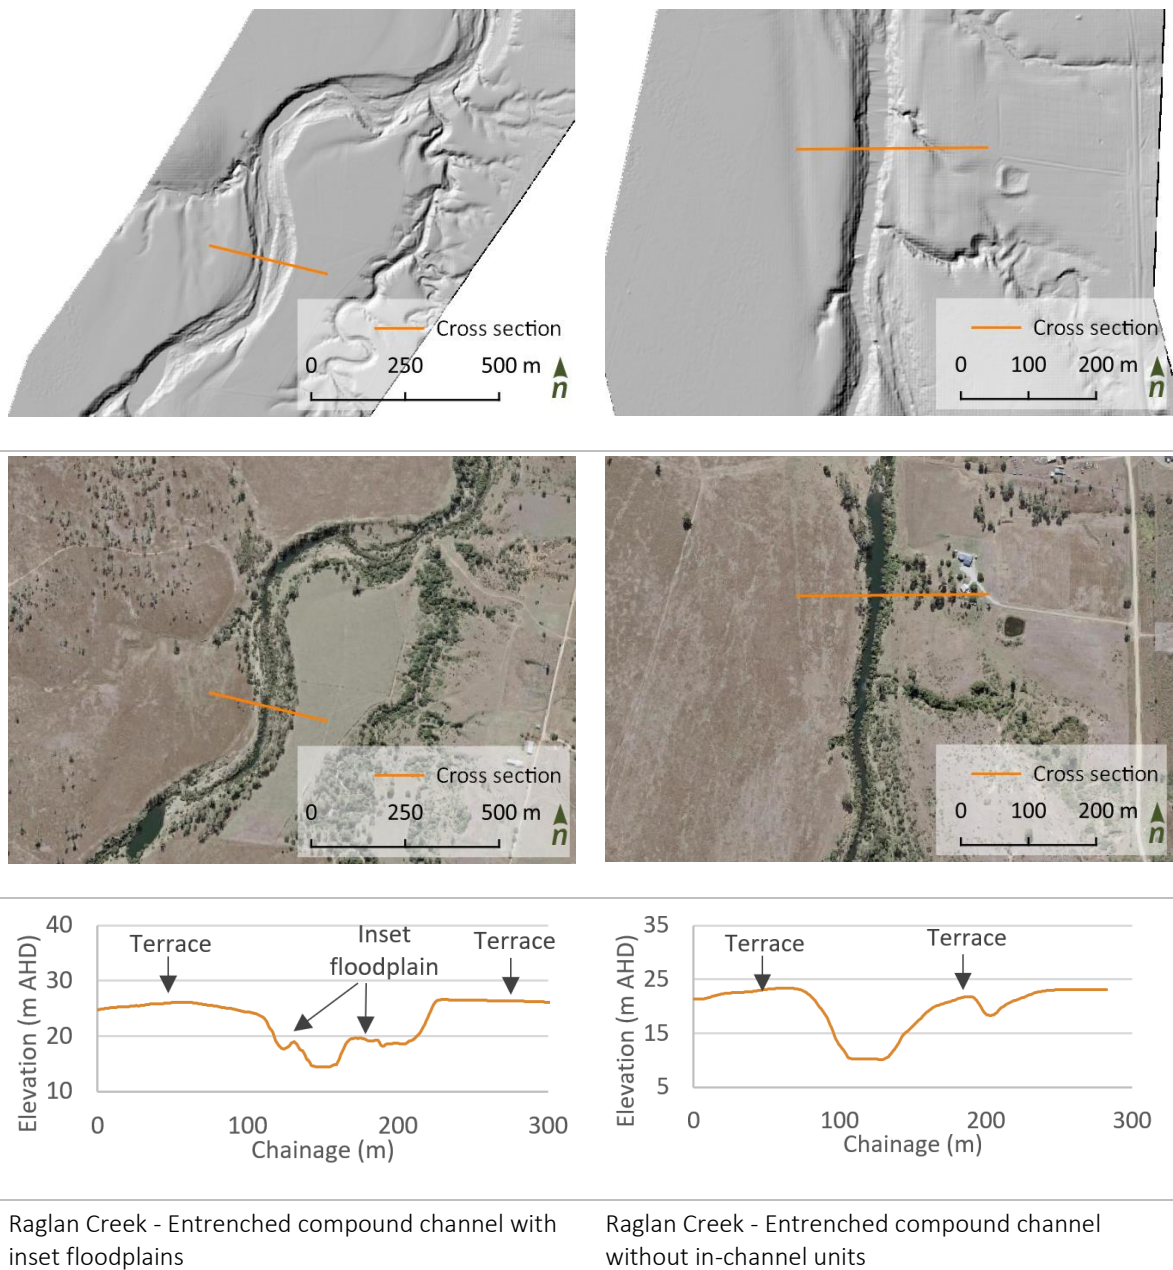 Cross section
0 250 500 m
n
Cross section
0 100 200 m
n
Cross section
0 250 500 m
n
Cross section
0 100 200 m
n
Elevation (m AHD)
40
30
20
10
Terrace
Inset
floodplain
Terrace
0 100 200 300
Chainage (m)
Elevation (m AHD)
35
25
15
5
Terrace
Terrace
0 100 200 300
Chainage (m)
Raglan Creek - Entrenched compound channel with
inset floodplains
Raglan Creek - Entrenched compound channel
without in-channel units